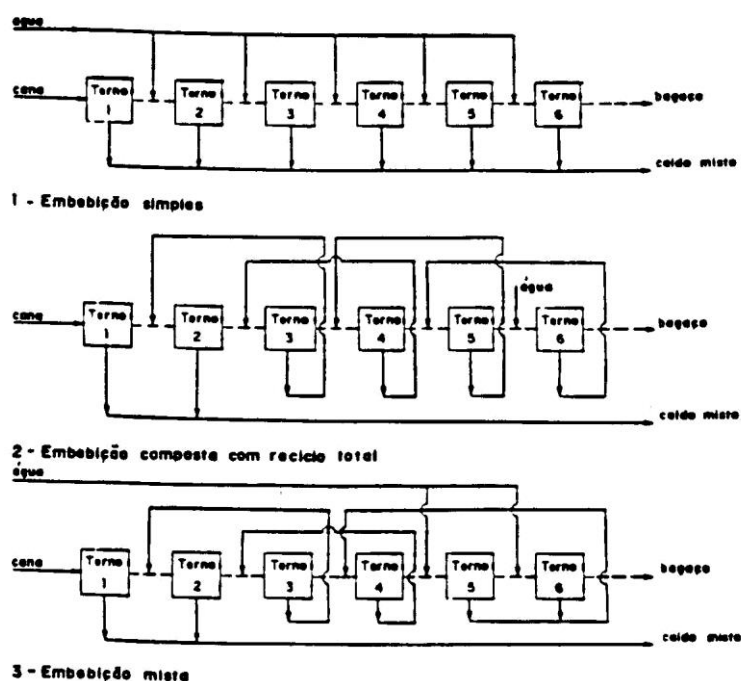 água
cana
Terno 1
Terno 2
Terno 3
Terno 4
Terno 5
Terno 6
bagaço
caldo misto
1 - Embebição simples
água
cana
Terno 1
Terno 2
Terno 3
Terno 4
Terno 5
Terno 6
bagaço
caldo misto
2 - Embebição composta com reciclo total
água
cana
Terno 1
Terno 2
Terno 3
Terno 4
Terno 5
Terno 6
bagaço
caldo misto
3 - Embebição mista